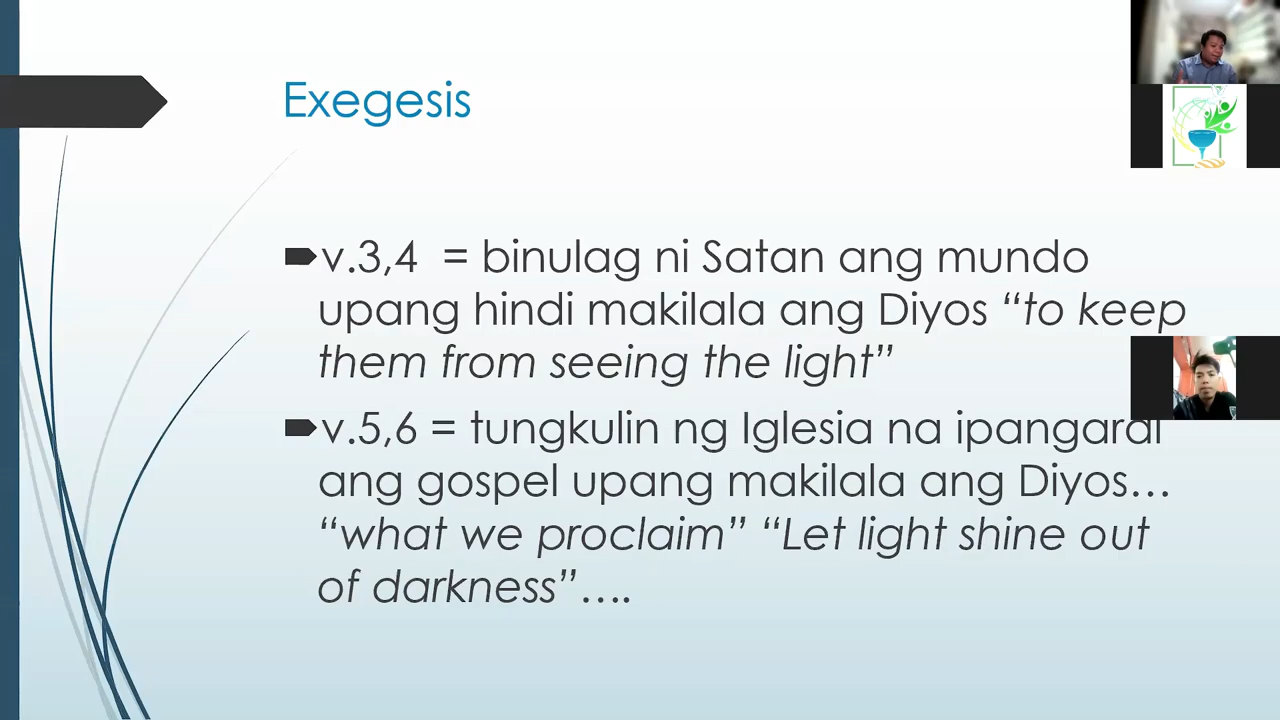 Exegesis
v.3,4 = binulag ni Satan ang mundo
upang hindi makilala ang Diyos “to keep
them from seeing the light”
v.5,6 = tungkulin ng Iglesia na ipangaral
ang gospel upang makilala ang Diyos…
“what we proclaim” “Let light shine out
of darkness”….